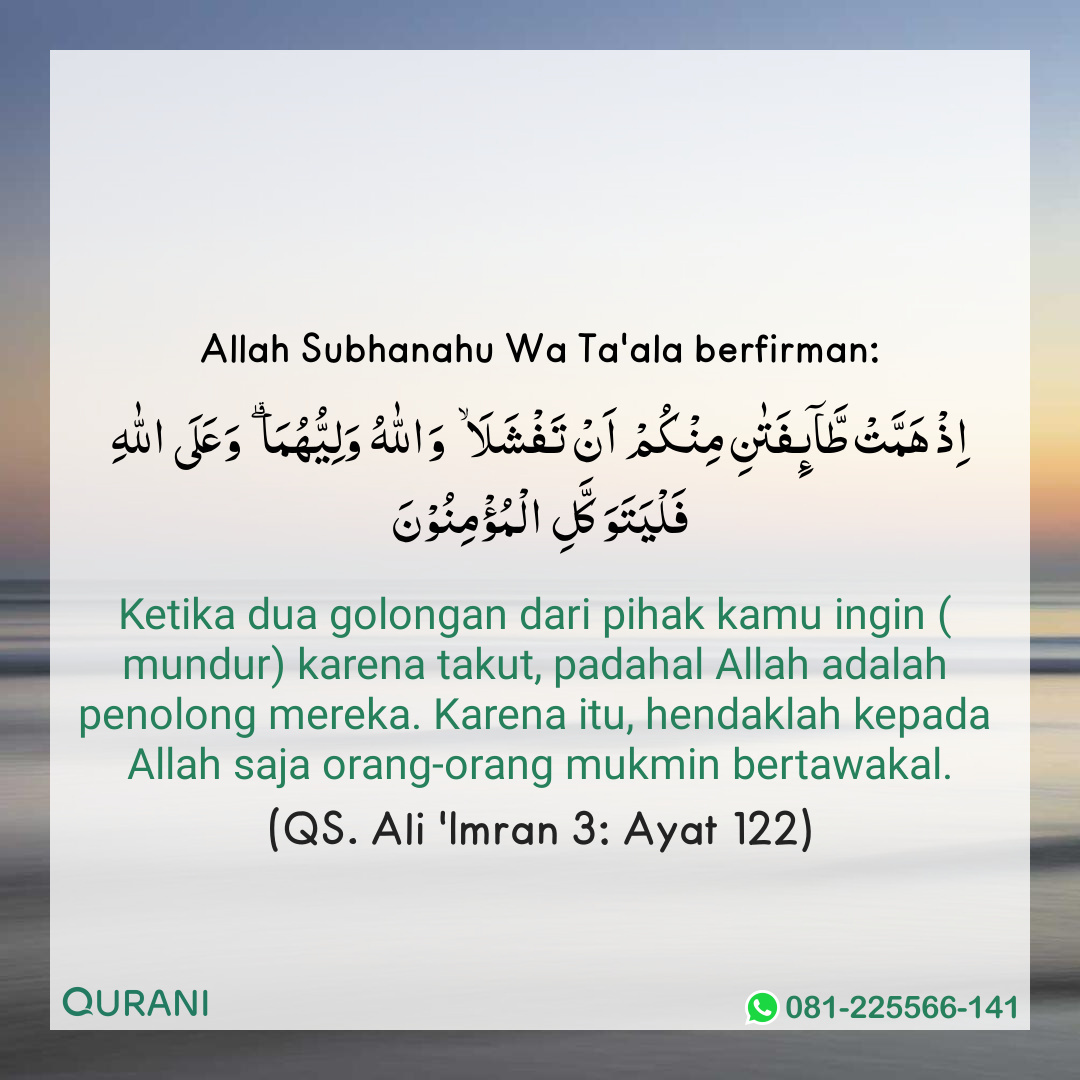 Allah Subhanahu Wa Ta'ala berfirman:
اِذْ هَمَّتْ طَّاۤىِٕفَتٰنِ مِنْكُمْ اَنْ تَفْشَلَاۙ وَاللّٰهُ وَلِيُّهُمَاۗ وَعَلَى اللّٰهِ
فَلْيَتَوَكَّلِ الْمُؤْمِنُوْنَ
Ketika dua golongan dari pihak kamu ingin (
mundur) karena takut, padahal Allah adalah
penolong mereka. Karena itu, hendaklah kepada
Allah saja orang-orang mukmin bertawakal.
(QS. Ali 'Imran 3: Ayat 122)
QURANI
081-225566-141